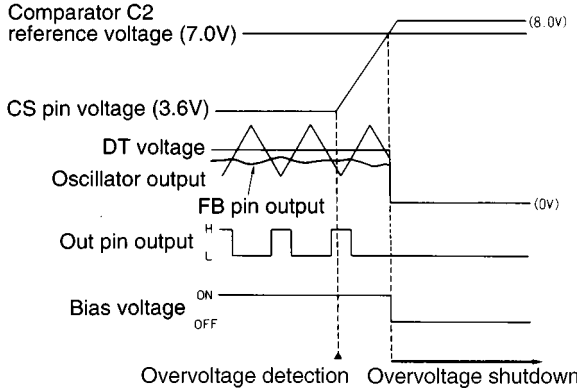 Comparator C2
reference voltage (7.0V)
(8.0V)
CS pin voltage (3.6V)
DT voltage
Oscillator output
FB pin output
(0V)
Out pin output
H
L
Bias voltage
ON
OFF
Overvoltage detection
Overvoltage shutdown